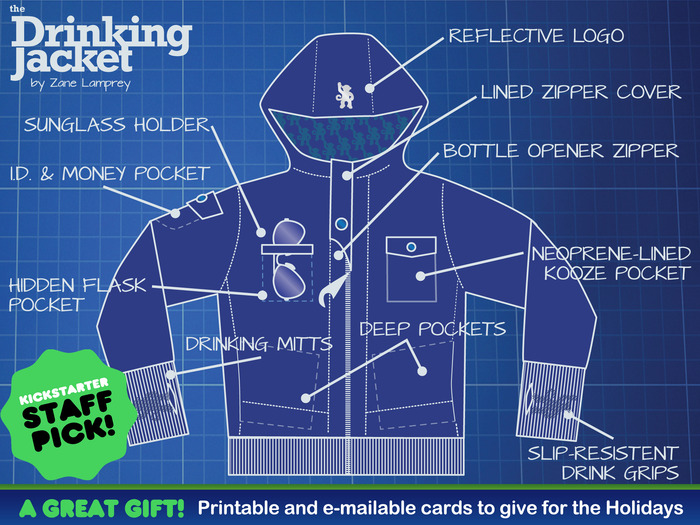 the
Drinking
Jacket
by Zane Lamprey
REFLECTIVE LOGO
LINED ZIPPER COVER
SUNGLASS HOLDER
BOTTLE OPENER ZIPPER
I.D. & MONEY POCKET
NEOPRENE-LINED
KOOZE POCKET
HIDDEN FLASK
POCKET
DEEP POCKETS
DRINKING MITTS
KICKSTARTER
STAFF
PICK!
SLIP-RESISTENT
DRINK GRIPS
A GREAT GIFT! Printable and e-mailable cards to give for the Holidays